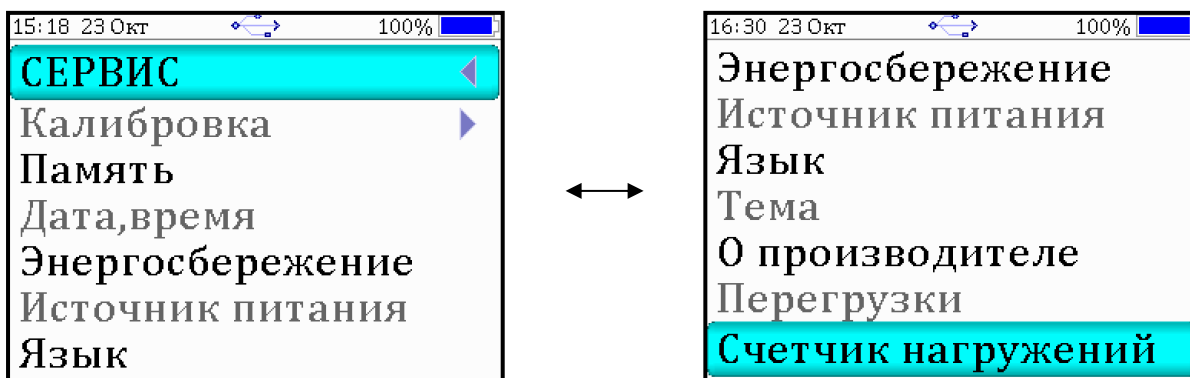 15:18 23 Окт 100%
СЕРВИС
Калибровка
Память
Дата,время
Энергосбережение
Источник питания
Язык
16:30 23 Окт 100%
Энергосбережение
Источник питания
Язык
Тема
О производителе
Перегрузки
Счетчик нагружений